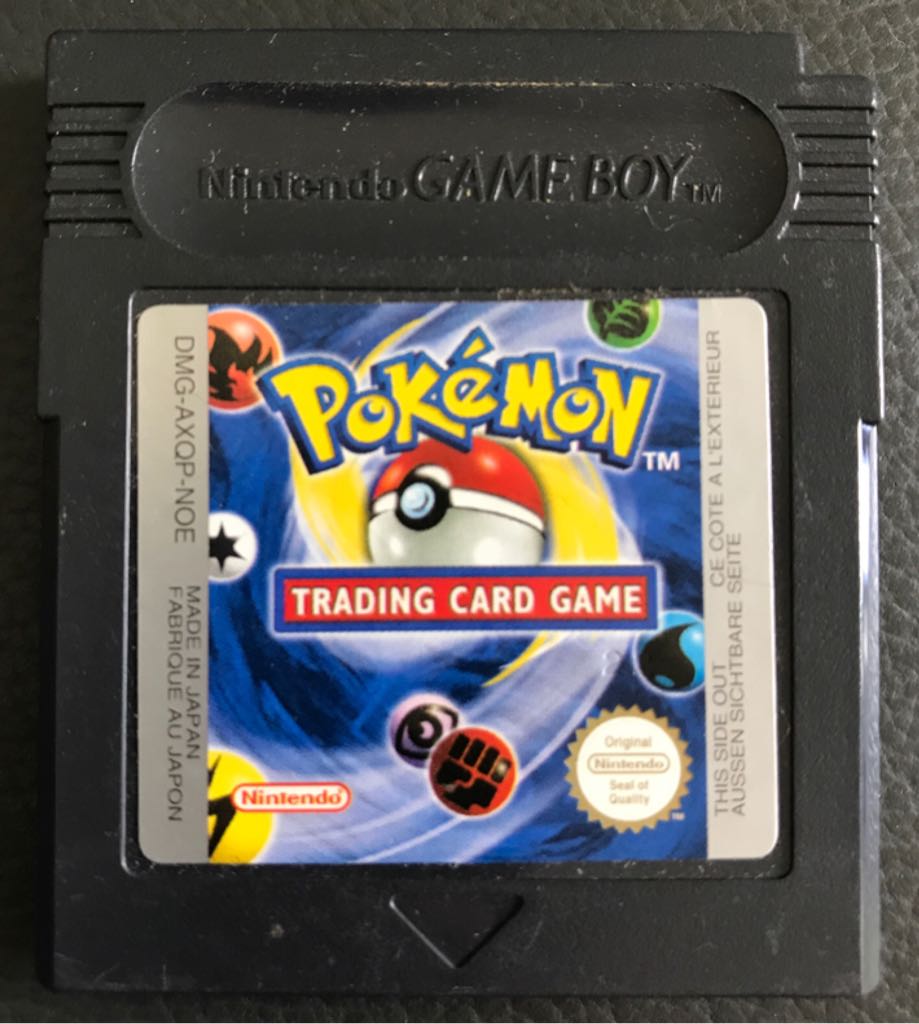 Nintendo GAME BOY TM
DMG-AXQP-NOE
MADE IN JAPAN
FABRIQUE AU JAPON
POKéMON TM
TRADING CARD GAME
Nintendo
Original
Nintendo
Seal of
Quality
TM
THIS SIDE OUT CE COTE A L'EXTERIEUR
AUSSEN SICHTBARE SEITE